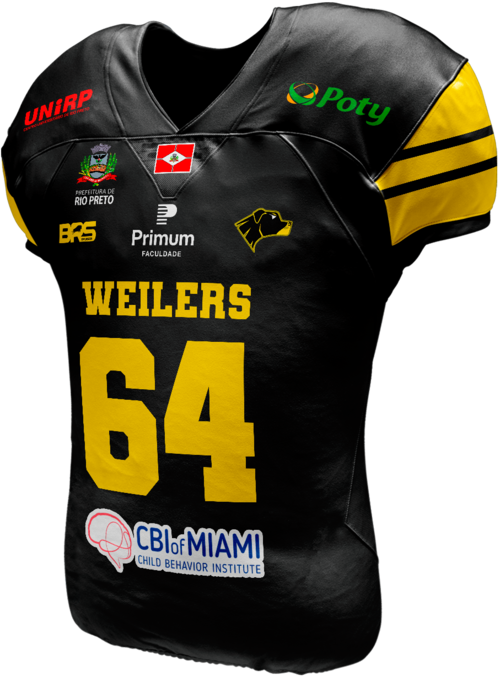 UNIRP
Poty
PREFEITURA DE
RIO PRETO
BRS
Primum
FACULDADE
WEILERS
64
CBI of MIAMI
CHILD BEHAVIOR INSTITUTE